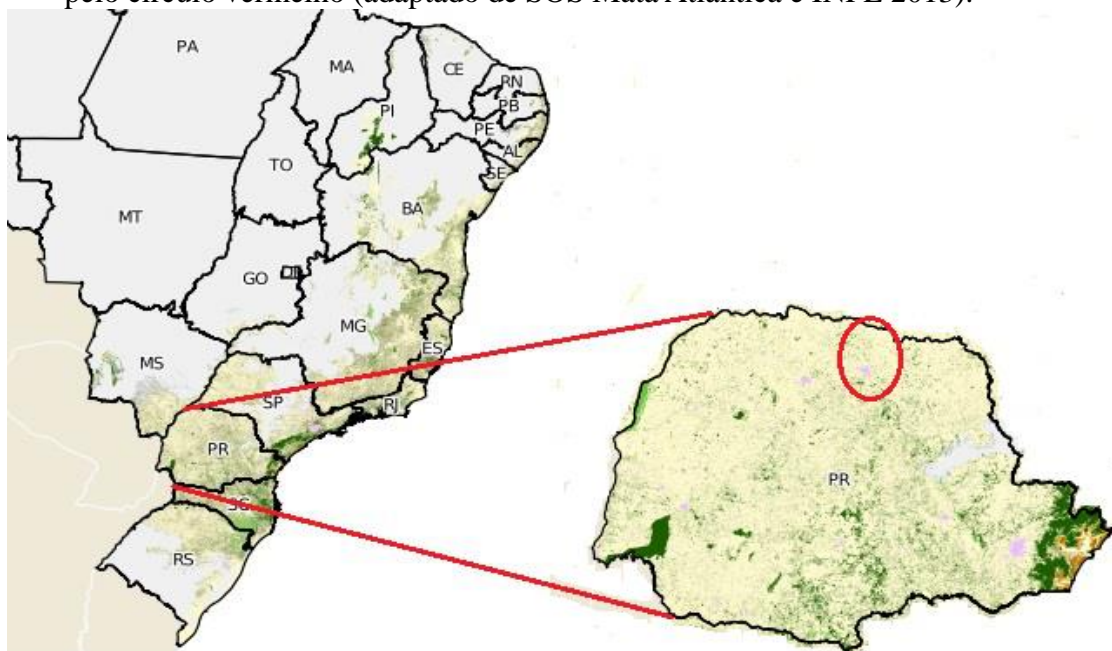 pelo círculo vermelho (adaptado de SOS Mata Atlântica e INPE 2013).
PA
MA
CE
RN
PB
PI
PE
AL
SE
TO
BA
MT
GO
MG
ES
MS
SP
RJ
PR
PR
SC
RS